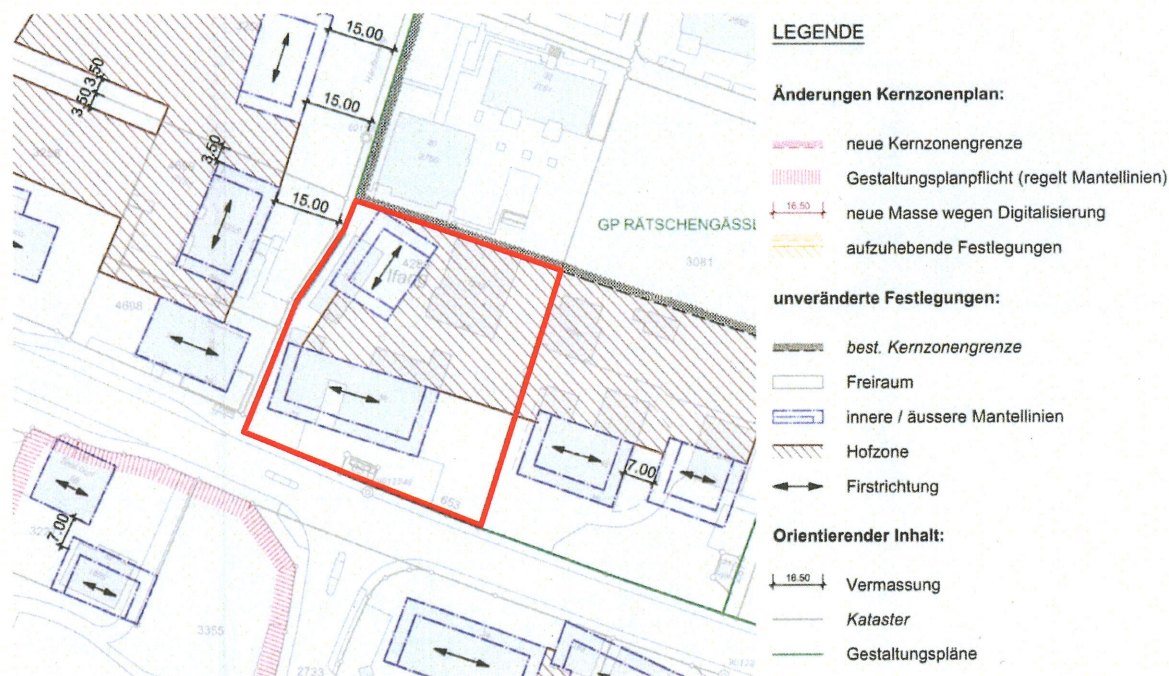 15.00
3.50
3.50
15.00
3.50
15.00
GP RÄTSCHENGÄSSL
3081
Ifang
4698
653
7.00
7.00
3355
2733
LEGENDE
Änderungen Kernzonenplan:
neue Kernzonengrenze
Gestaltungsplanpflicht (regelt Mantellinien)
16.50
neue Masse wegen Digitalisierung
aufzuhebende Festlegungen
unveränderte Festlegungen:
best. Kernzonengrenze
Freiraum
innere / äussere Mantellinien
Hofzone
Firstrichtung
Orientierender Inhalt:
16.50
Vermassung
Kataster
Gestaltungspläne